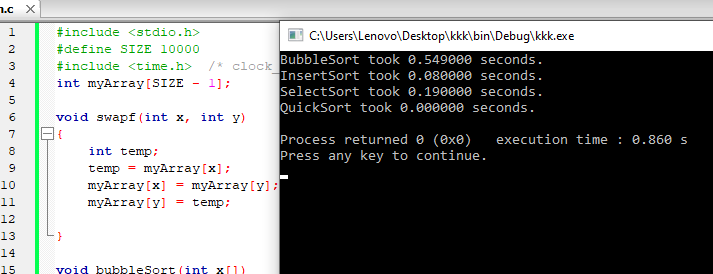 n.c X
C:\Users\Lenovo\Desktop\kkk\bin\Debug\kkk.exe
1 #include <stdio.h>
2 #define SIZE 10000
3 #include <time.h> /* clock_
4 int myArray[SIZE - 1];
5
6 void swapf(int x, int y)
7 {
8 int temp;
9 temp = myArray[x];
10 myArray[x] = myArray[y];
11 myArray[y] = temp;
12
13 }
14
15 void bubbleSort(int x[])
BubbleSort took 0.549000 seconds.
InsertSort took 0.080000 seconds.
SelectSort took 0.190000 seconds.
QuickSort took 0.000000 seconds.
Process returned 0 (0x0) execution time : 0.860 s
Press any key to continue.